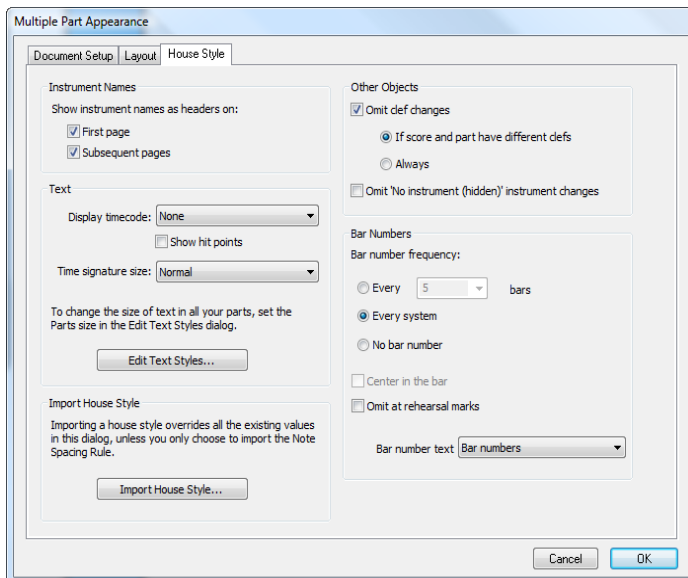 Multiple Part Appearance
Document Setup
Layout
House Style
Instrument Names
Show instrument names as headers on:
First page
Subsequent pages
Text
Display timecode: None
Show hit points
Time signature size: Normal
To change the size of text in all your parts, set the
Parts size in the Edit Text Styles dialog.
Edit Text Styles...
Import House Style
Importing a house style overrides all the existing values
in this dialog, unless you only choose to import the Note
Spacing Rule.
Import House Style...
Other Objects
Omit clef changes
If score and part have different clefs
Always
Omit 'No instrument (hidden)' instrument changes
Bar Numbers
Bar number frequency:
Every 5 bars
Every system
No bar number
Center in the bar
Omit at rehearsal marks
Bar number text Bar numbers
Cancel
OK